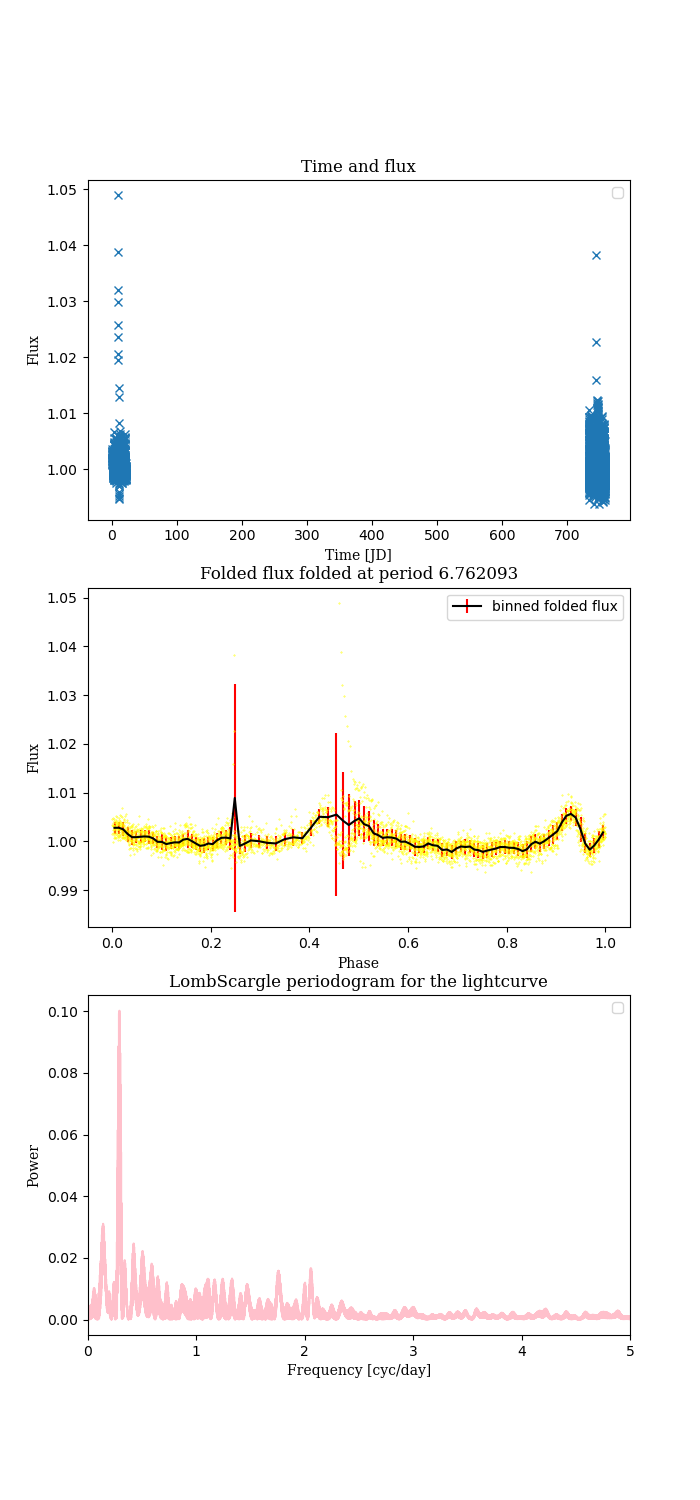 Time and flux
1.05
1.04
1.03
1.02
1.01
1.00
Flux
0 100 200 300 400 500 600 700
Time [JD]
Folded flux folded at period 6.762093
1.05
1.04
1.03
1.02
1.01
1.00
0.99
Flux
binned folded flux
0.0 0.2 0.4 0.6 0.8 1.0
Phase
LombScargle periodogram for the lightcurve
0.10
0.08
0.06
0.04
0.02
0.00
Power
0 1 2 3 4 5
Frequency [cyc/day]